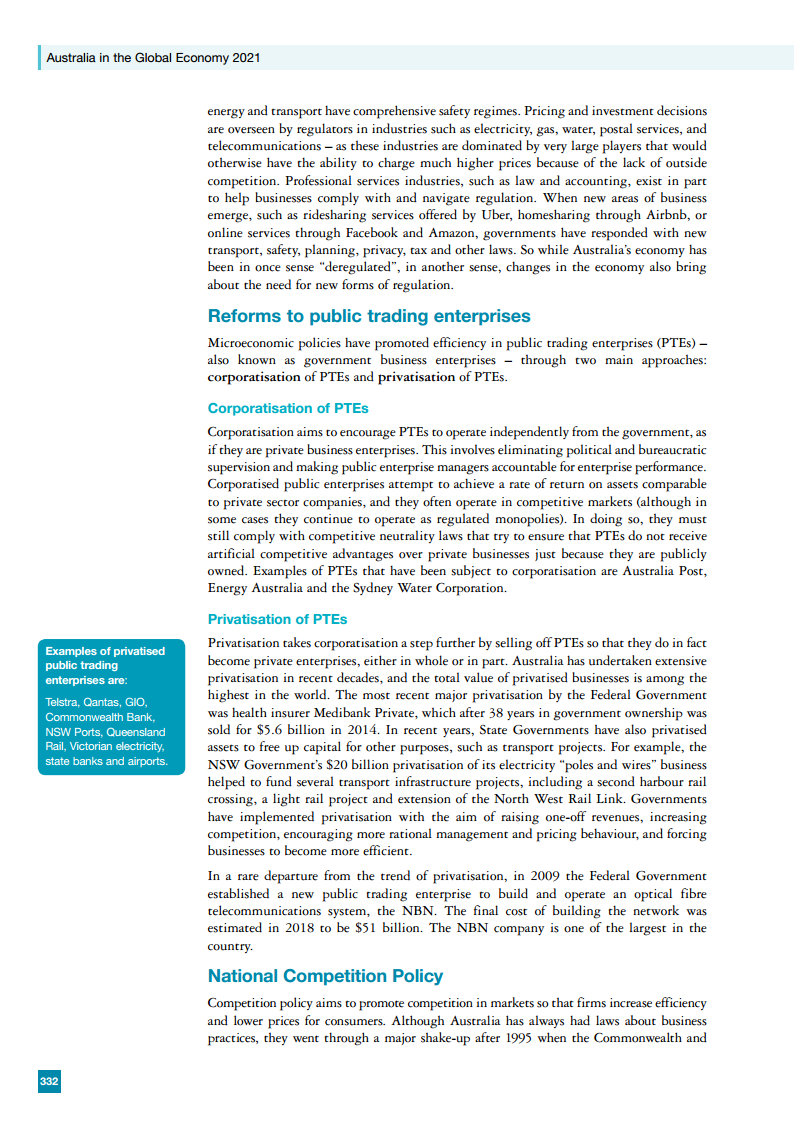 Australia in the Global Economy 2021
energy and transport have comprehensive safety regimes. Pricing and investment decisions
are overseen by regulators in industries such as electricity, gas, water, postal services, and
telecommunications – as these industries are dominated by very large players that would
otherwise have the ability to charge much higher prices because of the lack of outside
competition. Professional services industries, such as law and accounting, exist in part
to help businesses comply with and navigate regulation. When new areas of business
emerge, such as ridesharing services offered by Uber, homesharing through Airbnb, or
online services through Facebook and Amazon, governments have responded with new
transport, safety, planning, privacy, tax and other laws. So while Australia's economy has
been in once sense "deregulated", in another sense, changes in the economy also bring
about the need for new forms of regulation.
Reforms to public trading enterprises
Microeconomic policies have promoted efficiency in public trading enterprises (PTEs) –
also known as government business enterprises – through two main approaches:
corporatisation of PTEs and privatisation of PTEs.
Corporatisation of PTEs
Corporatisation aims to encourage PTEs to operate independently from the government, as
if they are private business enterprises. This involves eliminating political and bureaucratic
supervision and making public enterprise managers accountable for enterprise performance.
Corporatised public enterprises attempt to achieve a rate of return on assets comparable
to private sector companies, and they often operate in competitive markets (although in
some cases they continue to operate as regulated monopolies). In doing so, they must
still comply with competitive neutrality laws that try to ensure that PTEs do not receive
artificial competitive advantages over private businesses just because they are publicly
owned. Examples of PTEs that have been subject to corporatisation are Australia Post,
Energy Australia and the Sydney Water Corporation.
Privatisation of PTEs
Privatisation takes corporatisation a step further by selling off PTEs so that they do in fact
become private enterprises, either in whole or in part. Australia has undertaken extensive
privatisation in recent decades, and the total value of privatised businesses is among the
highest in the world. The most recent major privatisation by the Federal Government
was health insurer Medibank Private, which after 38 years in government ownership was
sold for $5.6 billion in 2014. In recent years, State Governments have also privatised
assets to free up capital for other purposes, such as transport projects. For example, the
NSW Government's $20 billion privatisation of its electricity "poles and wires" business
helped to fund several transport infrastructure projects, including a second harbour rail
crossing, a light rail project and extension of the North West Rail Link. Governments
have implemented privatisation with the aim of raising one-off revenues, increasing
competition, encouraging more rational management and pricing behaviour, and forcing
businesses to become more efficient.
Examples of privatised
public trading
enterprises are:
Telstra, Qantas, GIO,
Commonwealth Bank,
NSW Ports, Queensland
Rail, Victorian electricity,
state banks and airports.
In a rare departure from the trend of privatisation, in 2009 the Federal Government
established a new public trading enterprise to build and operate an optical fibre
telecommunications system, the NBN. The final cost of building the network was
estimated in 2018 to be $51 billion. The NBN company is one of the largest in the
country.
National Competition Policy
Competition policy aims to promote competition in markets so that firms increase efficiency
and lower prices for consumers. Although Australia has always had laws about business
practices, they went through a major shake-up after 1995 when the Commonwealth and
332